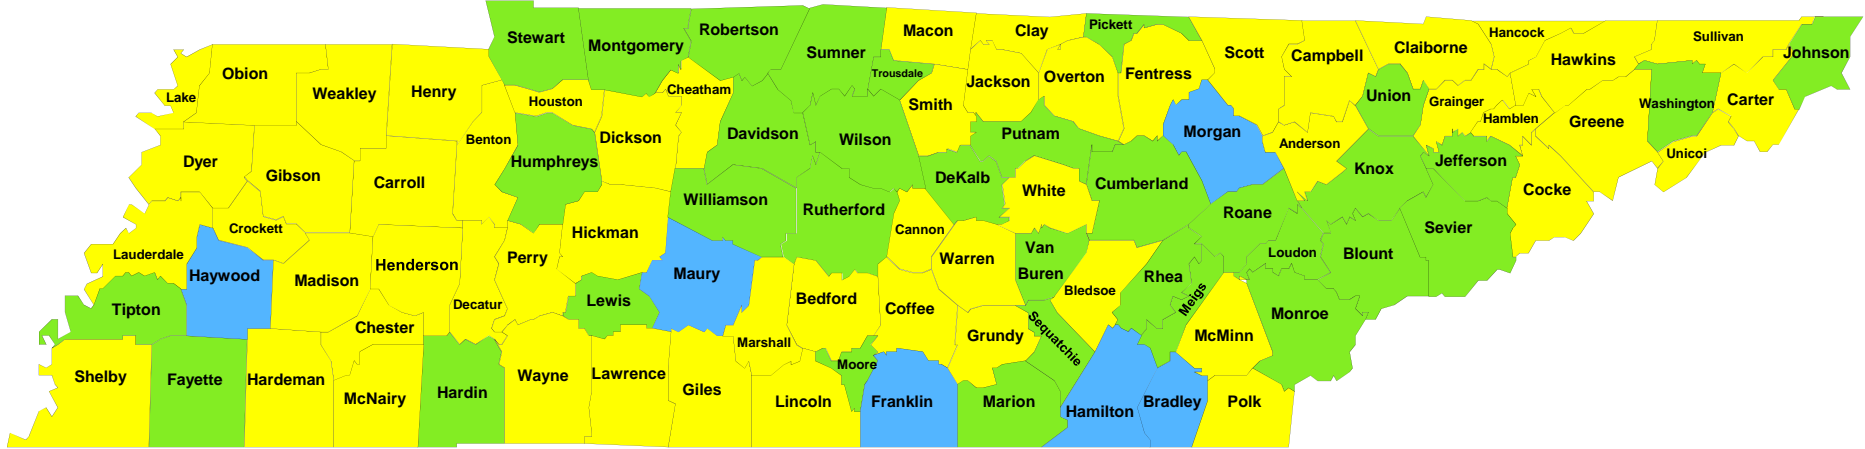 Stewart
Montgomery
Robertson
Sumner
Macon
Clay
Pickett
Scott
Campbell
Claiborne
Hancock
Hawkins
Sullivan
Johnson
Lake
Obion
Weakley
Henry
Houston
Cheatham
Trousdale
Smith
Jackson
Overton
Fentress
Union
Grainger
Hamblen
Greene
Washington
Carter
Unicoi
Dyer
Gibson
Carroll
Benton
Humphreys
Dickson
Davidson
Wilson
Putnam
Morgan
Anderson
Knox
Jefferson
Cocke
DeKalb
White
Cumberland
Williamson
Rutherford
Roane
Sevier
Lauderdale
Crockett
Haywood
Madison
Henderson
Decatur
Perry
Hickman
Maury
Cannon
Warren
Van
Buren
Bledsoe
Rhea
Meigs
Loudon
Blount
Tipton
Chester
Lewis
Bedford
Coffee
Grundy
Sequatchie
McMinn
Monroe
Shelby
Fayette
Hardeman
McNairy
Hardin
Wayne
Lawrence
Giles
Marshall
Lincoln
Moore
Franklin
Marion
Hamilton
Bradley
Polk